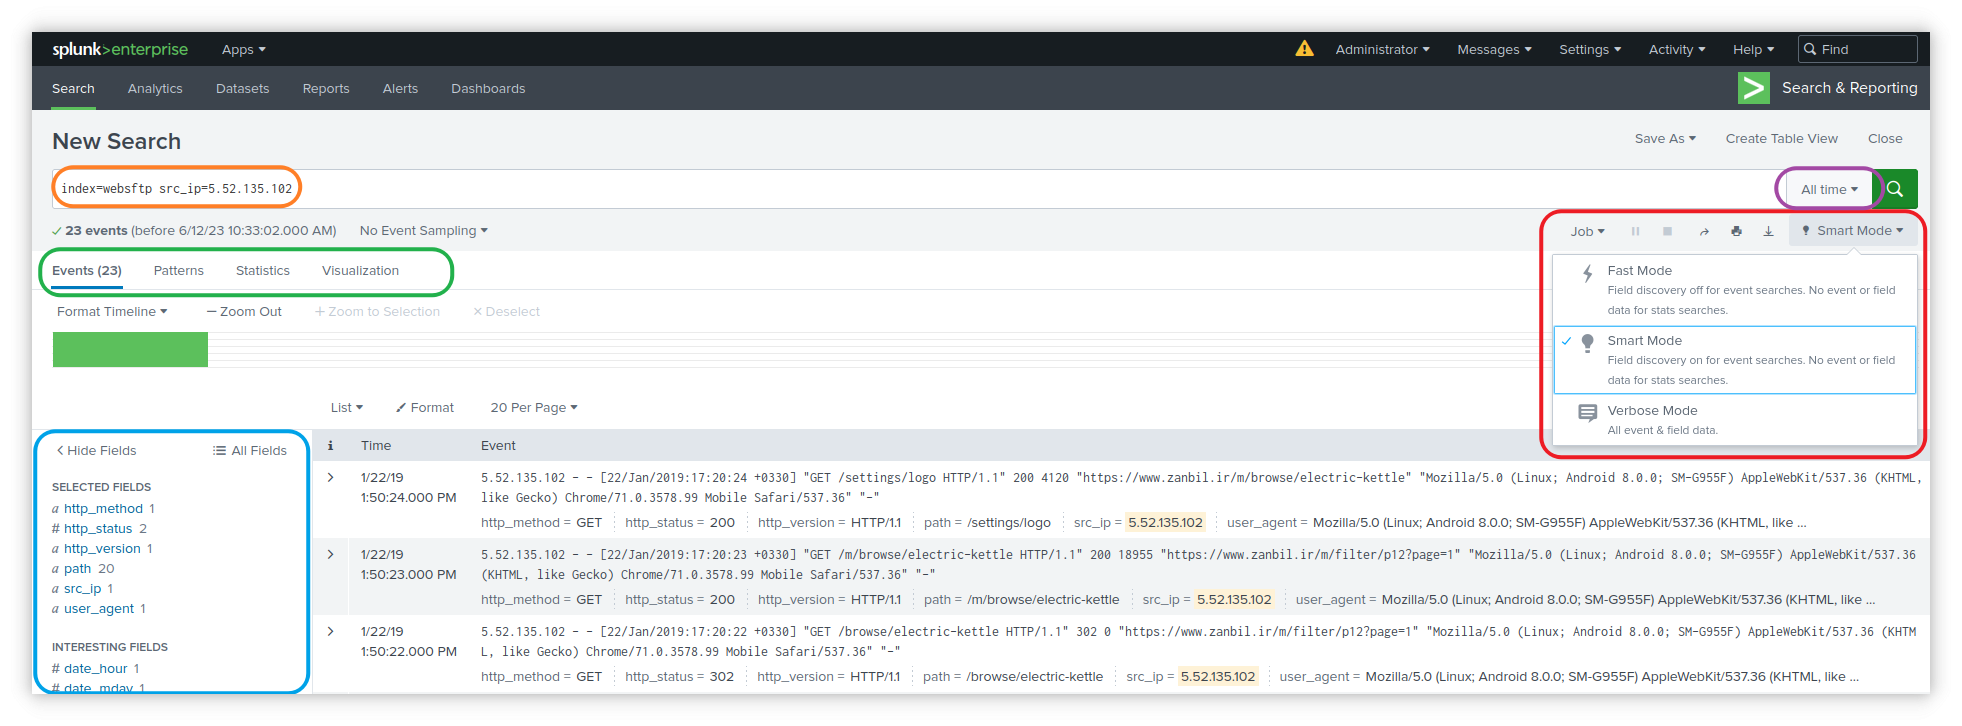 splunk>enterprise Apps Administrator Messages Settings Activity Help Find
Search Analytics Datasets Reports Alerts Dashboards Search & Reporting
New Search Save As Create Table View Close
index=websftp src_ip=5.52.135.102 All time
23 events (before 6/12/23 10:33:02.000 AM) No Event Sampling Job Smart Mode
Events (23) Patterns Statistics Visualization
Fast Mode
Field discovery off for event searches. No event or field
data for stats searches.
Smart Mode
Field discovery on for event searches. No event or field
data for stats searches.
Verbose Mode
All event & field data.
Format Timeline — Zoom Out + Zoom to Selection × Deselect
List Format 20 Per Page
< Hide Fields All Fields
SELECTED FIELDS
a http_method 1
# http_status 2
a http_version 1
a path 20
a src_ip 1
a user_agent 1
INTERESTING FIELDS
# date_hour 1
# date_mday 1
i Time Event
1/22/19
1:50:24.000 PM
5.52.135.102 - - [22/Jan/2019:17:20:24 +0330] "GET /settings/logo HTTP/1.1" 200 4120 "https://www.zanbil.ir/m/browse/electric-kettle" "Mozilla/5.0 (Linux; Android 8.0.0; SM-G955F) AppleWebKit/537.36 (KHTML,
like Gecko) Chrome/71.0.3578.99 Mobile Safari/537.36" "-"
http_method = GET http_status = 200 http_version = HTTP/1.1 path = /settings/logo src_ip = 5.52.135.102 user_agent = Mozilla/5.0 (Linux; Android 8.0.0; SM-G955F) AppleWebKit/537.36 (KHTML, like ...
1/22/19
1:50:23.000 PM
5.52.135.102 - - [22/Jan/2019:17:20:23 +0330] "GET /m/browse/electric-kettle HTTP/1.1" 200 18955 "https://www.zanbil.ir/m/filter/p12?page=1" "Mozilla/5.0 (Linux; Android 8.0.0; SM-G955F) AppleWebKit/537.36
(KHTML, like Gecko) Chrome/71.0.3578.99 Mobile Safari/537.36" "-"
http_method = GET http_status = 200 http_version = HTTP/1.1 path = /m/browse/electric-kettle src_ip = 5.52.135.102 user_agent = Mozilla/5.0 (Linux; Android 8.0.0; SM-G955F) AppleWebKit/537.36 (KHTML, like ...
1/22/19
1:50:22.000 PM
5.52.135.102 - - [22/Jan/2019:17:20:22 +0330] "GET /browse/electric-kettle HTTP/1.1" 302 0 "https://www.zanbil.ir/m/filter/p12?page=1" "Mozilla/5.0 (Linux; Android 8.0.0; SM-G955F) AppleWebKit/537.36 (KHTM
L, like Gecko) Chrome/71.0.3578.99 Mobile Safari/537.36" "-"
http_method = GET http_status = 302 http_version = HTTP/1.1 path = /browse/electric-kettle src_ip = 5.52.135.102 user_agent = Mozilla/5.0 (Linux; Android 8.0.0; SM-G955F) AppleWebKit/537.36 (KHTML, like ...